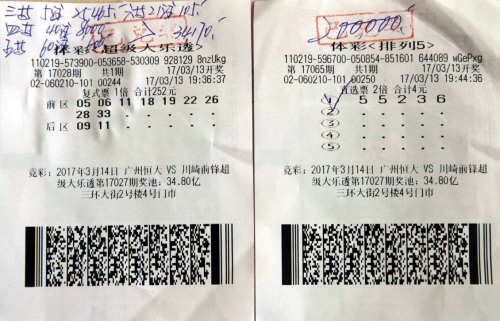 34170
体彩<超级大乐透>
110219-573900-053658-530309 928129 8nzUkg
第 17028期 共1期 17/03/13开奖
02-060210-101 00244 17/03/13 19:36:37
复式票 1倍 合计252元
前区 05 06 11 18 19 22 26
28 33
后区 09 11
竞彩：2017年3月14日 广州恒大 VS 川崎前锋超
级大乐透第17027期奖池：34.80亿
三环大街2号楼4号门市
200,000
体彩<排列5>
110219-596700-050854-851601 644089 wGePxg
第 17065期 共1期 17/03/13开奖
02-060210-101 00250 17/03/13 19:44:36
直选票 2倍 合计4元
① 5 5 2 3 6
②
③
④
⑤
竞彩：2017年3月14日 广州恒大 VS 川崎前锋超
级大乐透第17027期奖池：34.80亿
三环大街2号楼4号门市